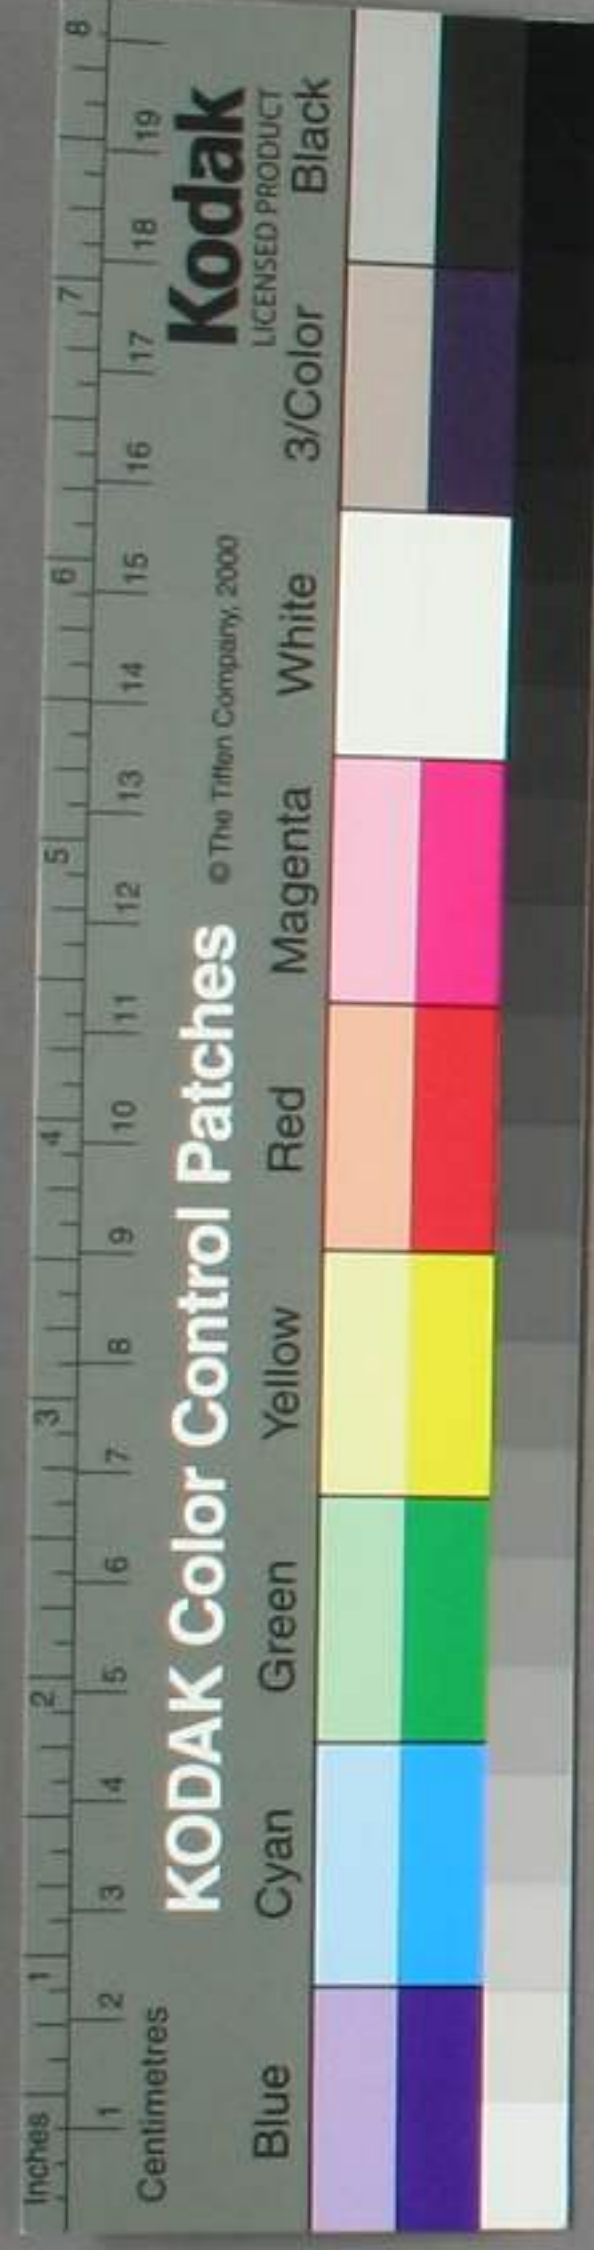 Inches 1 2 3 4 5 6 7 8
1 2 3 4 5 6 7 8 9 10 11 12 13 14 15 16 17 18 19
Centimetres
KODAK Color Control Patches © The Tiffen Company, 2000 Kodak
LICENSED PRODUCT
Blue Cyan Green Yellow Red Magenta White 3/Color Black